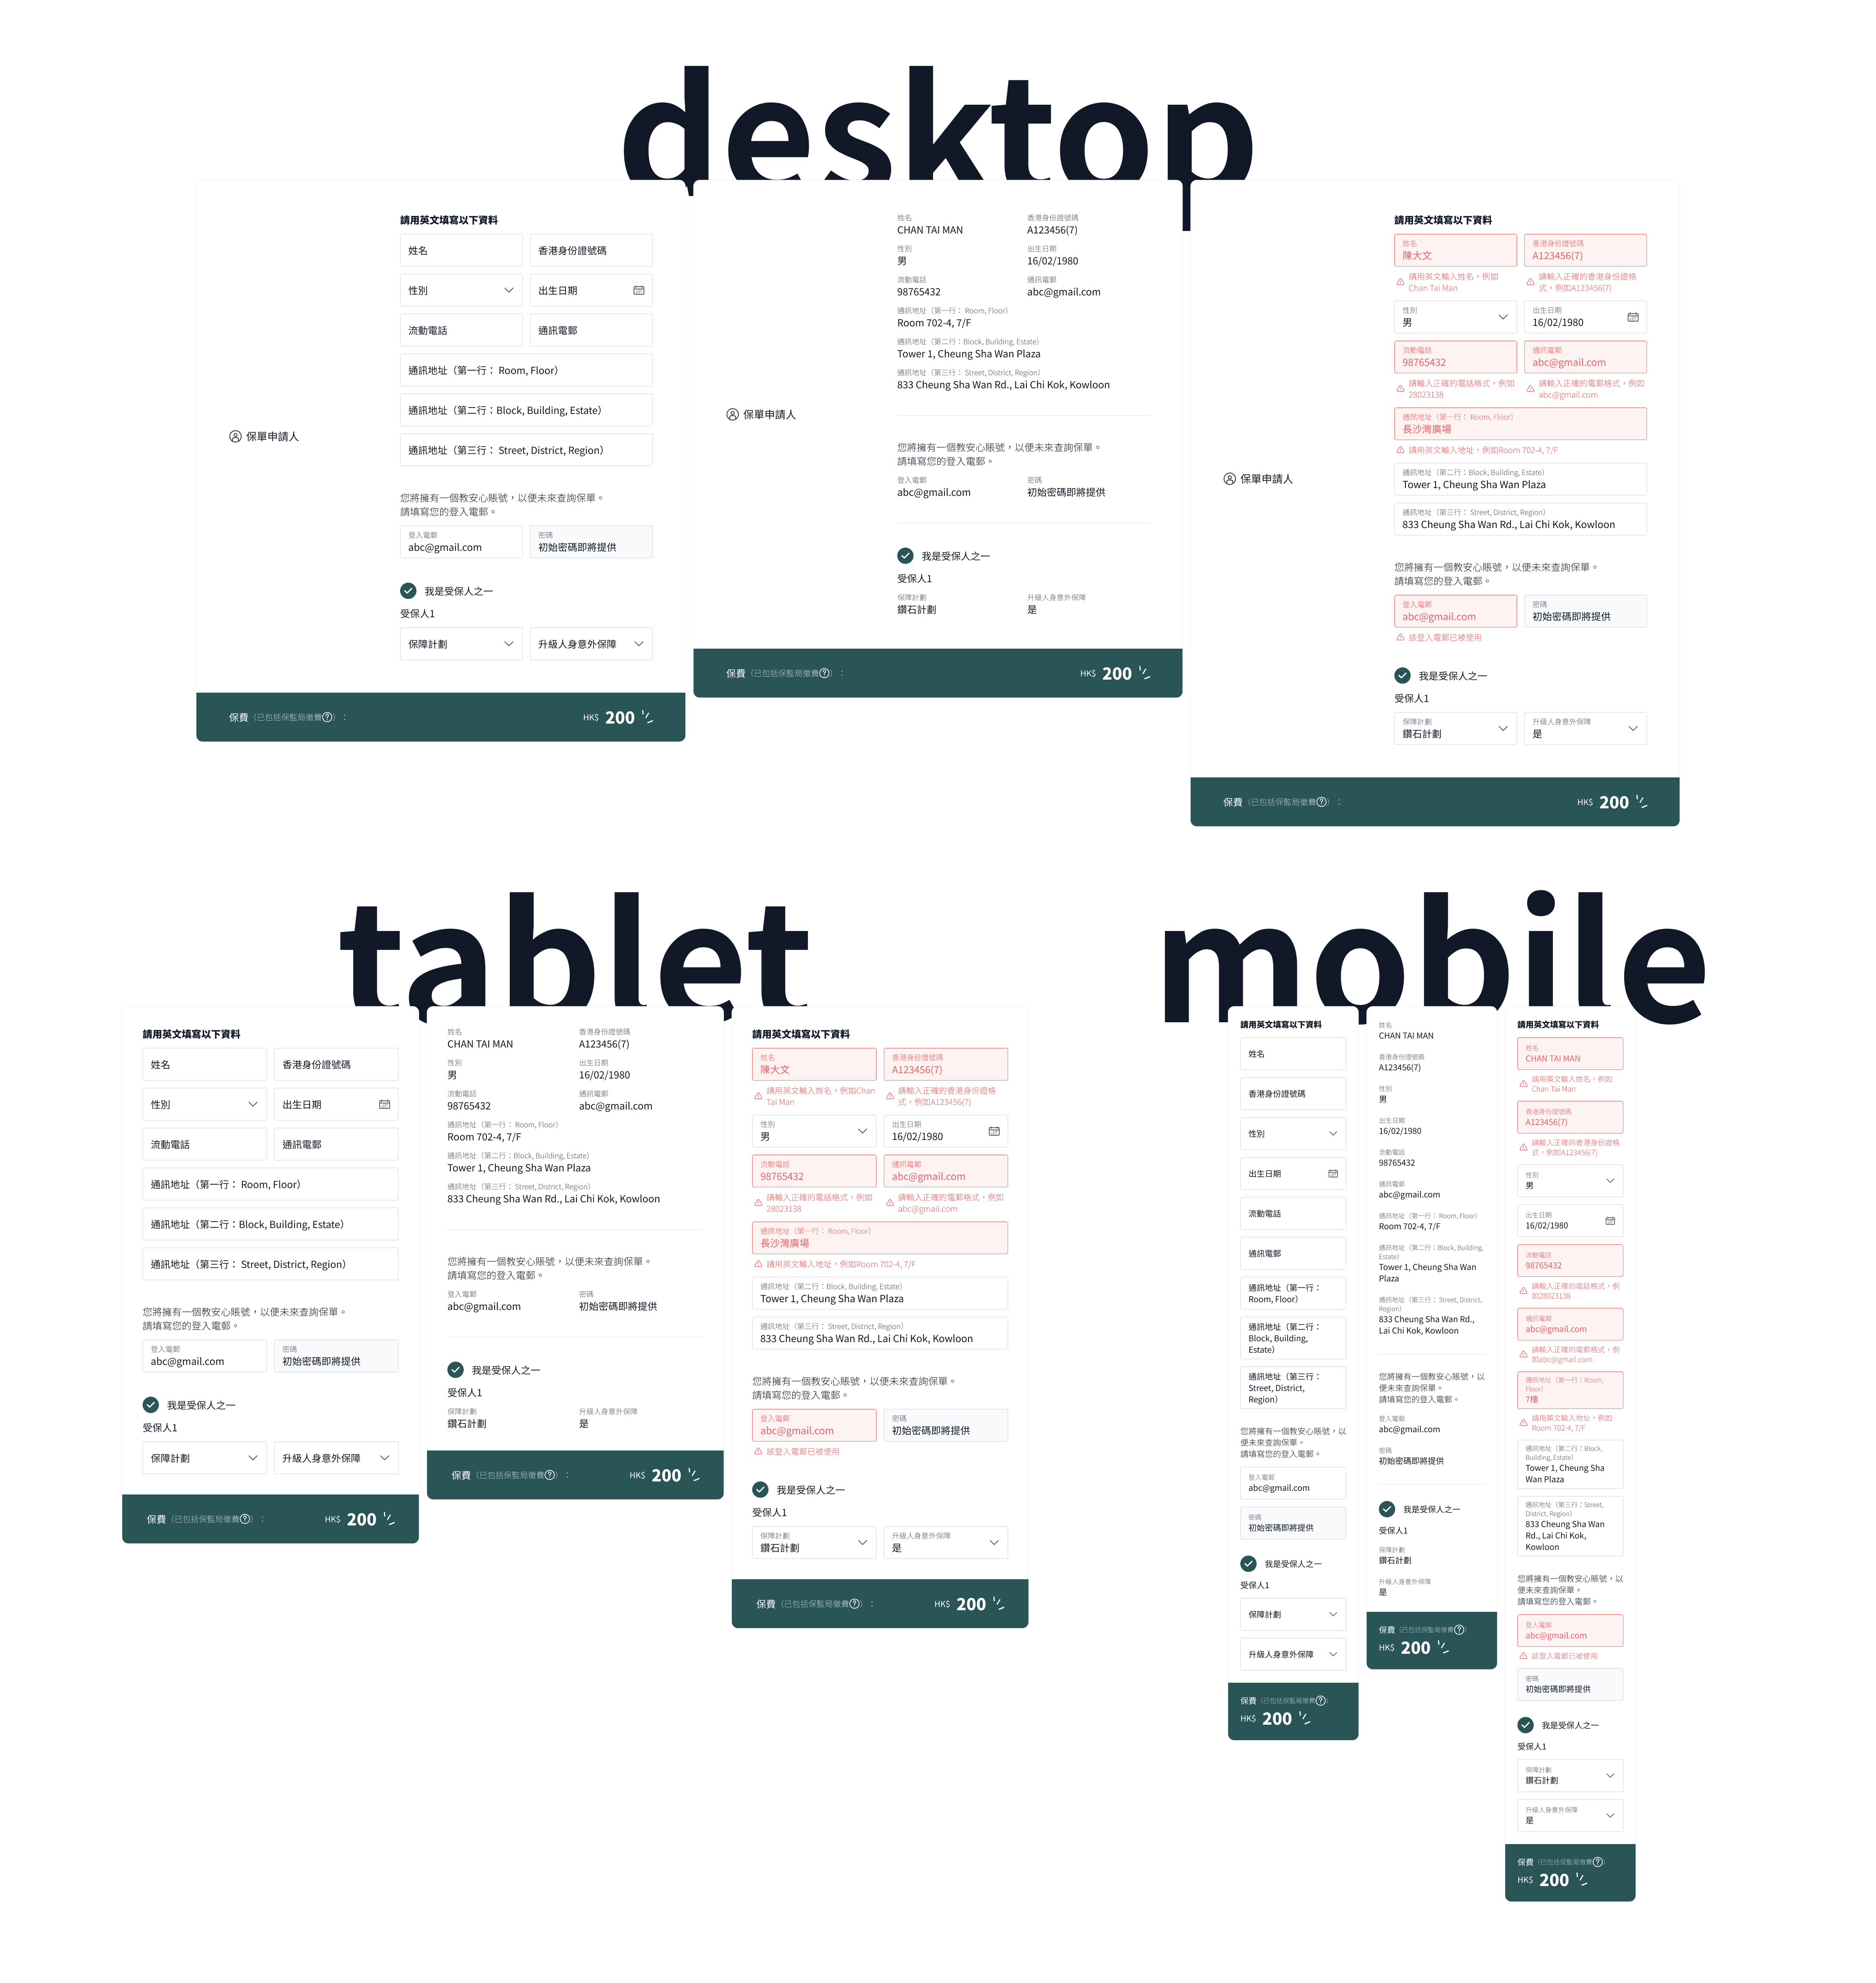 desktop
請用英文填寫以下資料
姓名
香港身份證號碼
性別
出生日期
流動電話
通訊電郵
通訊地址（第一行： Room, Floor）
通訊地址（第二行：Block, Building, Estate）
通訊地址（第三行： Street, District, Region）
保單申請人
您將擁有一個教安心賬號，以便未來查詢保單。
請填寫您的登入電郵。
登入電郵
abc@gmail.com
密碼
初始密碼即將提供
我是受保人之一
受保人1
保障計劃
升級人身意外保障
保費（已包括保監局徵費?）：
HK$ 200
姓名
CHAN TAI MAN
香港身份證號碼
A123456(7)
性別
男
出生日期
16/02/1980
流動電話
98765432
通訊電郵
abc@gmail.com
通訊地址（第一行： Room, Floor）
Room 702-4, 7/F
通訊地址（第二行：Block, Building, Estate）
Tower 1, Cheung Sha Wan Plaza
通訊地址（第三行： Street, District, Region）
833 Cheung Sha Wan Rd., Lai Chi Kok, Kowloon
保單申請人
您將擁有一個教安心賬號，以便未來查詢保單。
請填寫您的登入電郵。
登入電郵
abc@gmail.com
密碼
初始密碼即將提供
我是受保人之一
受保人1
保障計劃
鑽石計劃
升級人身意外保障
是
保費（已包括保監局徵費?）：
HK$ 200
請用英文填寫以下資料
姓名
陳大文
請用英文輸入姓名，例如
Chan Tai Man
香港身份證號碼
A123456(7)
請輸入正確的香港身份證格
式，例如A123456(7)
性別
男
出生日期
16/02/1980
流動電話
98765432
請輸入正確的電話格式，例如
28023138
通訊電郵
abc@gmail.com
請輸入正確的電郵格式，例如
abc@gmail.com
通訊地址（第一行： Room, Floor）
長沙灣廣場
請用英文輸入地址，例如Room 702-4, 7/F
通訊地址（第二行：Block, Building, Estate）
Tower 1, Cheung Sha Wan Plaza
通訊地址（第三行： Street, District, Region）
833 Cheung Sha Wan Rd., Lai Chi Kok, Kowloon
保單申請人
您將擁有一個教安心賬號，以便未來查詢保單。
請填寫您的登入電郵。
登入電郵
abc@gmail.com
該登入電郵已被使用
密碼
初始密碼即將提供
我是受保人之一
受保人1
保障計劃
鑽石計劃
升級人身意外保障
是
保費（已包括保監局徵費?）：
HK$ 200
tablet
請用英文填寫以下資料
姓名
香港身份證號碼
性別
出生日期
流動電話
通訊電郵
通訊地址（第一行： Room, Floor）
通訊地址（第二行：Block, Building, Estate）
通訊地址（第三行： Street, District, Region）
您將擁有一個教安心賬號，以便未來查詢保單。
請填寫您的登入電郵。
登入電郵
abc@gmail.com
密碼
初始密碼即將提供
我是受保人之一
受保人1
保障計劃
升級人身意外保障
保費（已包括保監局徵費?）：
HK$ 200
姓名
CHAN TAI MAN
香港身份證號碼
A123456(7)
性別
男
出生日期
16/02/1980
流動電話
98765432
通訊電郵
abc@gmail.com
通訊地址（第一行： Room, Floor）
Room 702-4, 7/F
通訊地址（第二行：Block, Building, Estate）
Tower 1, Cheung Sha Wan Plaza
通訊地址（第三行： Street, District, Region）
833 Cheung Sha Wan Rd., Lai Chi Kok, Kowloon
您將擁有一個教安心賬號，以便未來查詢保單。
請填寫您的登入電郵。
登入電郵
abc@gmail.com
密碼
初始密碼即將提供
我是受保人之一
受保人1
保障計劃
鑽石計劃
升級人身意外保障
是
保費（已包括保監局徵費?）：
HK$ 200
請用英文填寫以下資料
姓名
陳大文
請用英文輸入姓名，例如Chan
Tai Man
香港身份證號碼
A123456(7)
請輸入正確的香港身份證格
式，例如A123456(7)
性別
男
出生日期
16/02/1980
流動電話
98765432
請輸入正確的電話格式，例如
28023138
通訊電郵
abc@gmail.com
請輸入正確的電郵格式，例如
abc@gmail.com
通訊地址（第一行： Room, Floor）
長沙灣廣場
請用英文輸入地址，例如Room 702-4, 7/F
通訊地址（第二行：Block, Building, Estate）
Tower 1, Cheung Sha Wan Plaza
通訊地址（第三行： Street, District, Region）
833 Cheung Sha Wan Rd., Lai Chi Kok, Kowloon
您將擁有一個教安心賬號，以便未來查詢保單。
請填寫您的登入電郵。
登入電郵
abc@gmail.com
該登入電郵已被使用
密碼
初始密碼即將提供
我是受保人之一
受保人1
保障計劃
鑽石計劃
升級人身意外保障
是
保費（已包括保監局徵費?）：
HK$ 200
mobile
請用英文填寫以下資料
姓名
香港身份證號碼
性別
出生日期
流動電話
通訊電郵
通訊地址（第一行：
Room, Floor）
通訊地址（第二行：
Block, Building,
Estate）
通訊地址（第三行：
Street, District,
Region）
您將擁有一個教安心賬號，以
便未來查詢保單。
請填寫您的登入電郵。
登入電郵
abc@gmail.com
密碼
初始密碼即將提供
我是受保人之一
受保人1
保障計劃
升級人身意外保障
保費（已包括保監局徵費?）
HK$ 200
姓名
CHAN TAI MAN
香港身份證號碼
A123456(7)
性別
男
出生日期
16/02/1980
流動電話
98765432
通訊電郵
abc@gmail.com
通訊地址（第一行： Room, Floor）
Room 702-4, 7/F
通訊地址（第二行：Block, Building,
Estate）
Tower 1, Cheung Sha Wan
Plaza
通訊地址（第三行： Street, District,
Region）
833 Cheung Sha Wan Rd.,
Lai Chi Kok, Kowloon
您將擁有一個教安心賬號，以
便未來查詢保單。
請填寫您的登入電郵。
登入電郵
abc@gmail.com
密碼
初始密碼即將提供
我是受保人之一
受保人1
保障計劃
鑽石計劃
升級人身意外保障
是
保費（已包括保監局徵費?）
HK$ 200
請用英文填寫以下資料
姓名
CHAN TAI MAN
請用英文輸入姓名，例如
Chan Tai Man
香港身份證號碼
A123456(7)
請輸入正確的香港身份證格
式，例如A123456(7)
性別
男
出生日期
16/02/1980
流動電話
98765432
請輸入正確的電話格式，例
如28023138
通訊電郵
abc@gmail.com
請輸入正確的電郵格式，例
如abc@gmail.com
通訊地址（第一行：Room,
Floor）
7樓
請用英文輸入地址，例如
Room 702-4, 7/F
通訊地址（第二行：Block,
Building, Estate）
Tower 1, Cheung Sha
Wan Plaza
通訊地址（第三行：Street,
District, Region）
833 Cheung Sha Wan
Rd., Lai Chi Kok,
Kowloon
您將擁有一個教安心賬號，以
便未來查詢保單。
請填寫您的登入電郵。
登入電郵
abc@gmail.com
該登入電郵已被使用
密碼
初始密碼即將提供
我是受保人之一
受保人1
保障計劃
鑽石計劃
升級人身意外保障
是
保費（已包括保監局徵費?）
HK$ 200